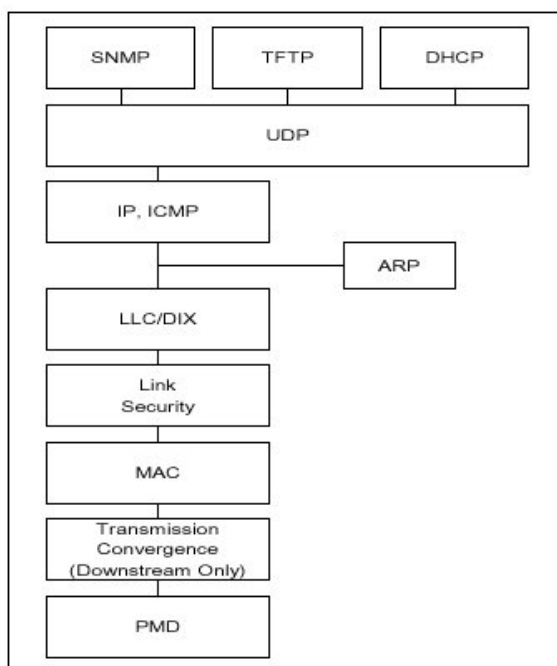 SNMP
TFTP
DHCP
UDP
IP, ICMP
ARP
LLC/DIX
Link
Security
MAC
Transmission
Convergence
(Downstream Only)
PMD